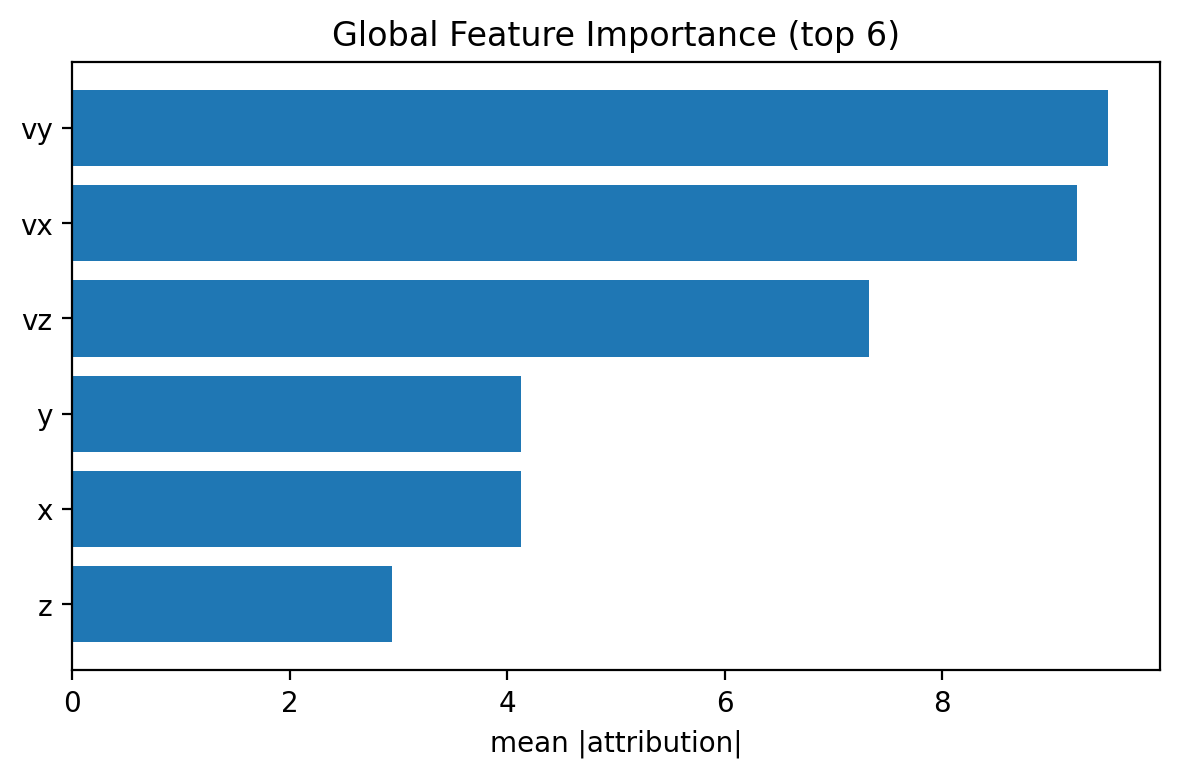 Global Feature Importance (top 6)
vy
vx
vz
y
x
z
0 2 4 6 8
mean |attribution|